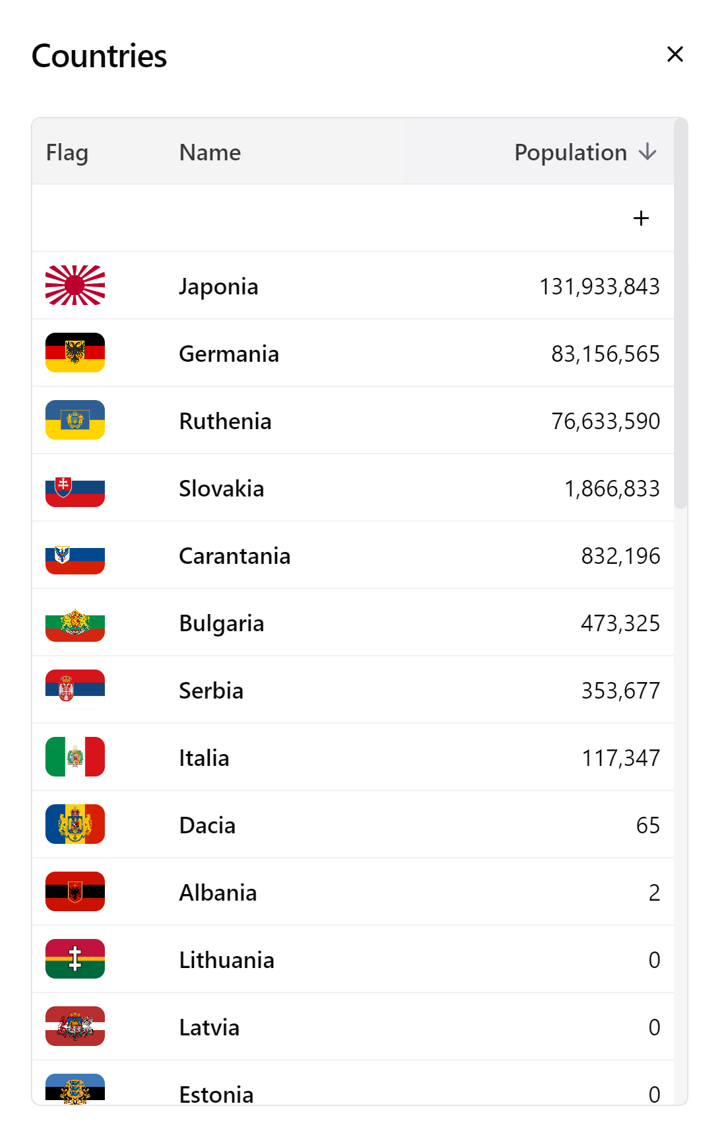 Countries
Flag Name Population
Japonia 131,933,843
Germania 83,156,565
Ruthenia 76,633,590
Slovakia 1,866,833
Carantania 832,196
Bulgaria 473,325
Serbia 353,677
Italia 117,347
Dacia 65
Albania 2
Lithuania 0
Latvia 0
Estonia 0